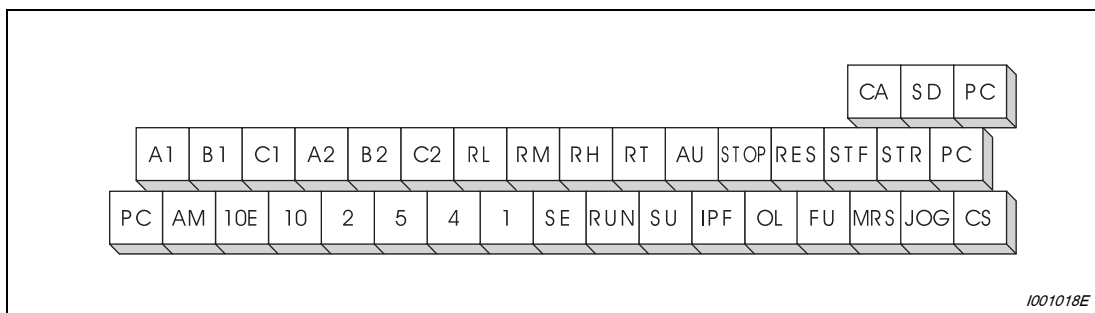 CA SD PC
A1 B1 C1 A2 B2 C2 RL RM RH RT AU STOP RES STF STR PC
PC AM 10E 10 2 5 4 1 SE RUN SU IPF OL FU MRS JOG CS
I001018E